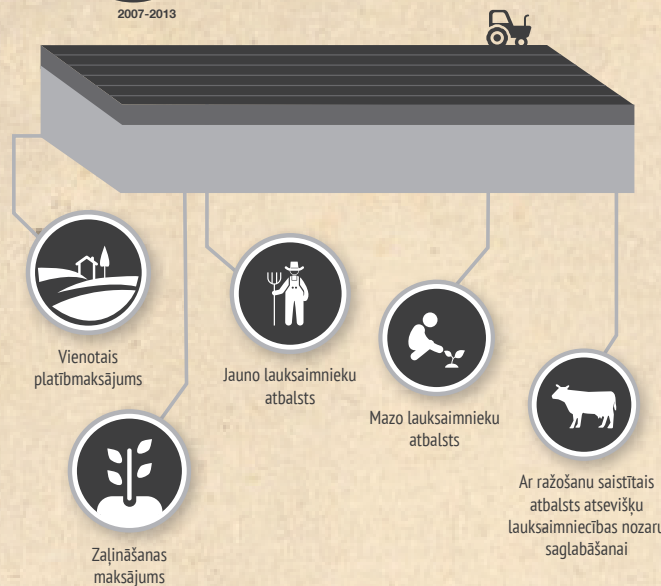 2007-2013
Vienotais
platībmaksājums
Jauno lauksaimnieku
atbalsts
Mazo lauksaimnieku
atbalsts
Zaļināšanas
maksājums
Ar ražošanu saistītais
atbalsts atsevišķu
lauksaimniecības nozaru
saglabāšanai